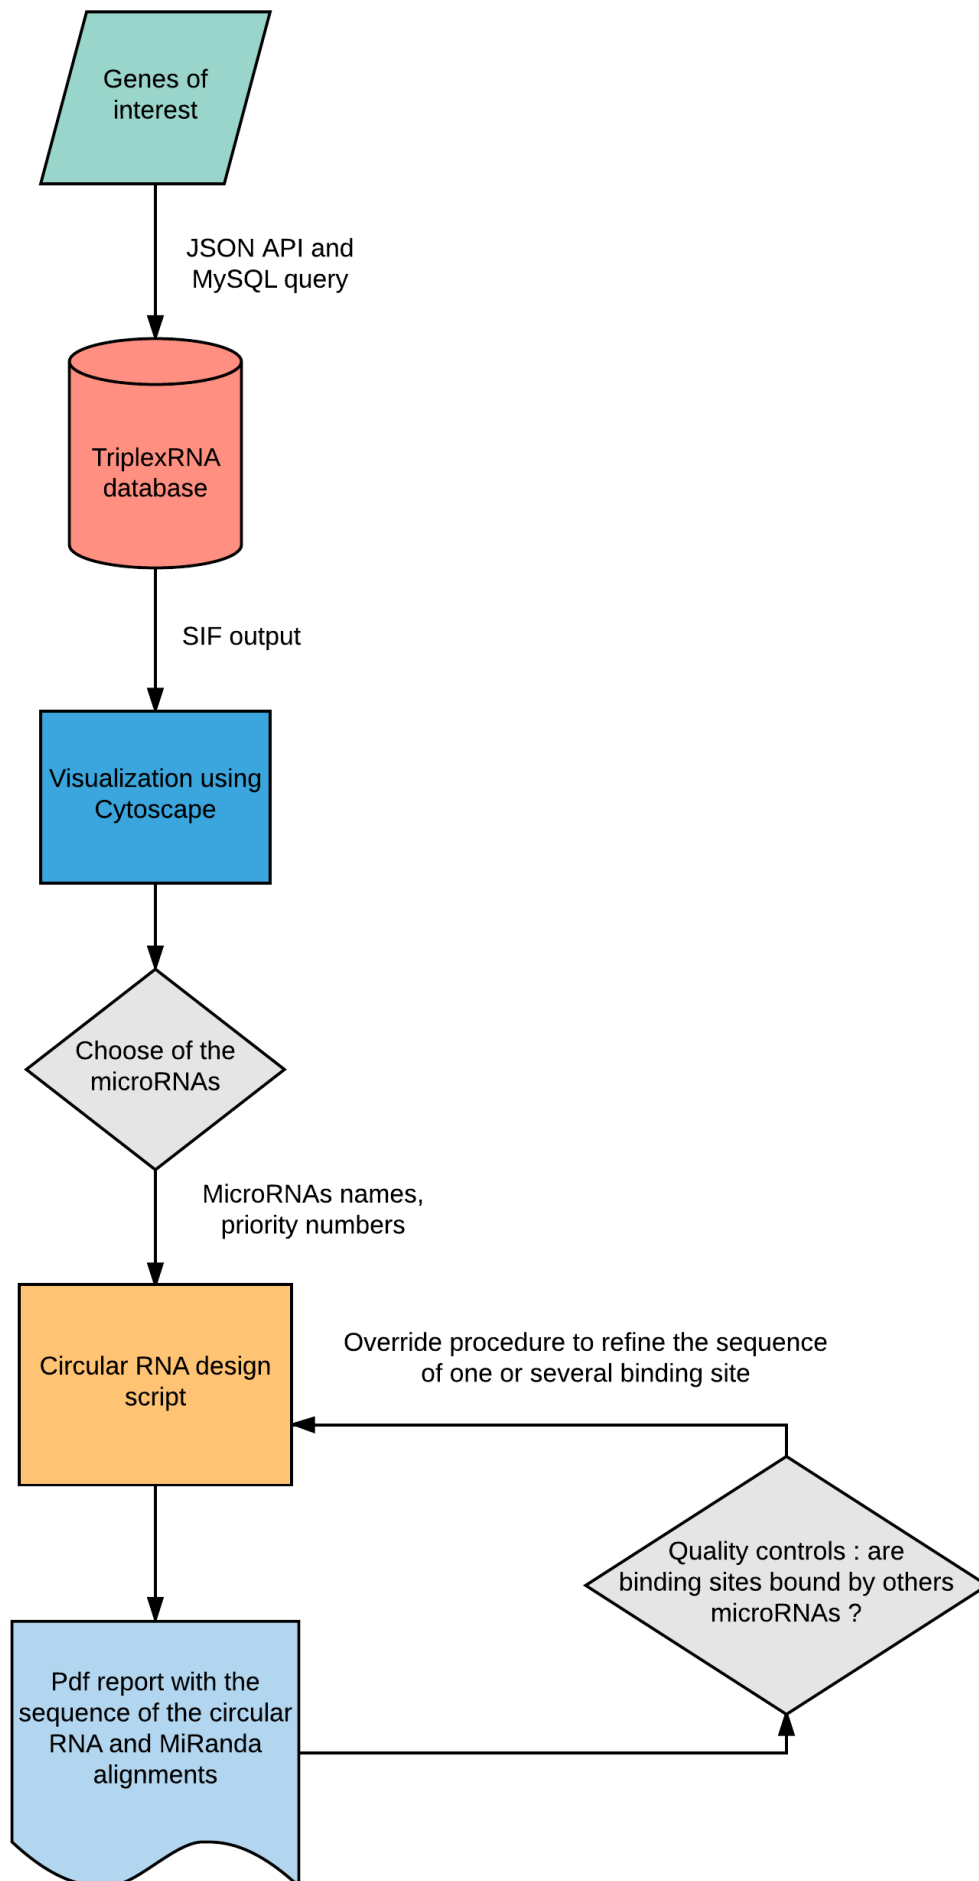 Genes of
interest
JSON API and
MySQL query
TriplexRNA
database
SIF output
Visualization using
Cytoscape
Choose of the
microRNAs
MicroRNAs names,
priority numbers
Circular RNA design
script
Override procedure to refine the sequence
of one or several binding site
Quality controls : are
binding sites bound by others
microRNAs ?
Pdf report with the
sequence of the circular
RNA and MiRanda
alignments